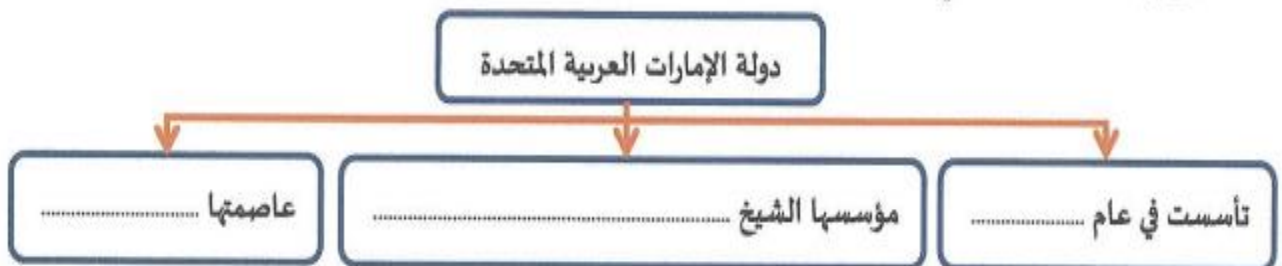 دولة الإمارات العربية المتحدة
تأسست في عام ....................
مؤسسها الشيخ ..............................................................
عاصمتها ............................